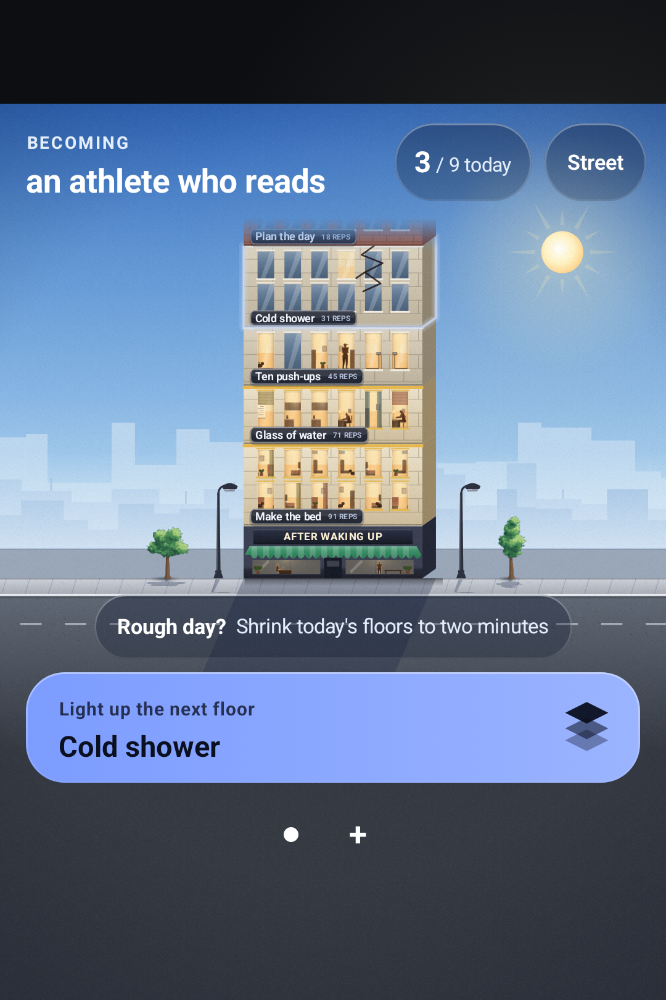 BECOMING
an athlete who reads
3 / 9 today
Street
Plan the day 18 REPS
Cold shower 31 REPS
Ten push-ups 45 REPS
Glass of water 71 REPS
Make the bed 91 REPS
AFTER WAKING UP
Rough day? Shrink today's floors to two minutes
Light up the next floor
Cold shower